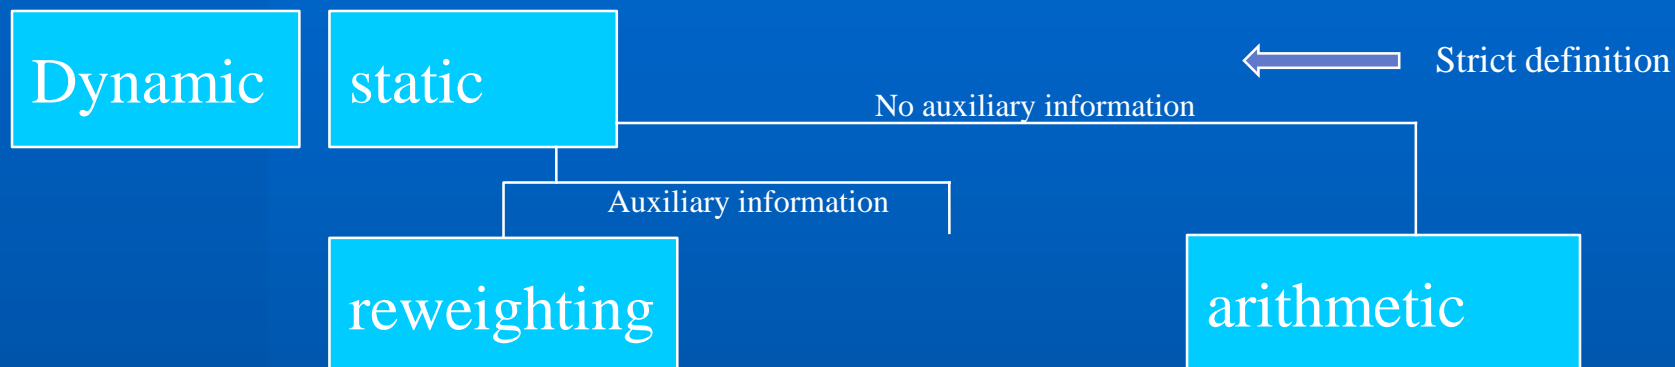 Dynamic
static
Strict definition
No auxiliary information
Auxiliary information
reweighting
arithmetic